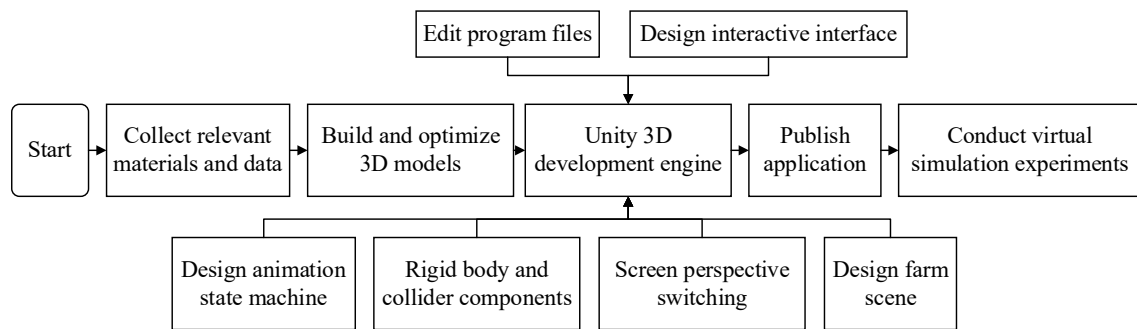 Edit program files
Design interactive interface
Start
Collect relevant
materials and data
Build and optimize
3D models
Unity 3D
development engine
Publish
application
Conduct virtual
simulation experiments
Design animation
state machine
Rigid body and
collider components
Screen perspective
switching
Design farm
scene